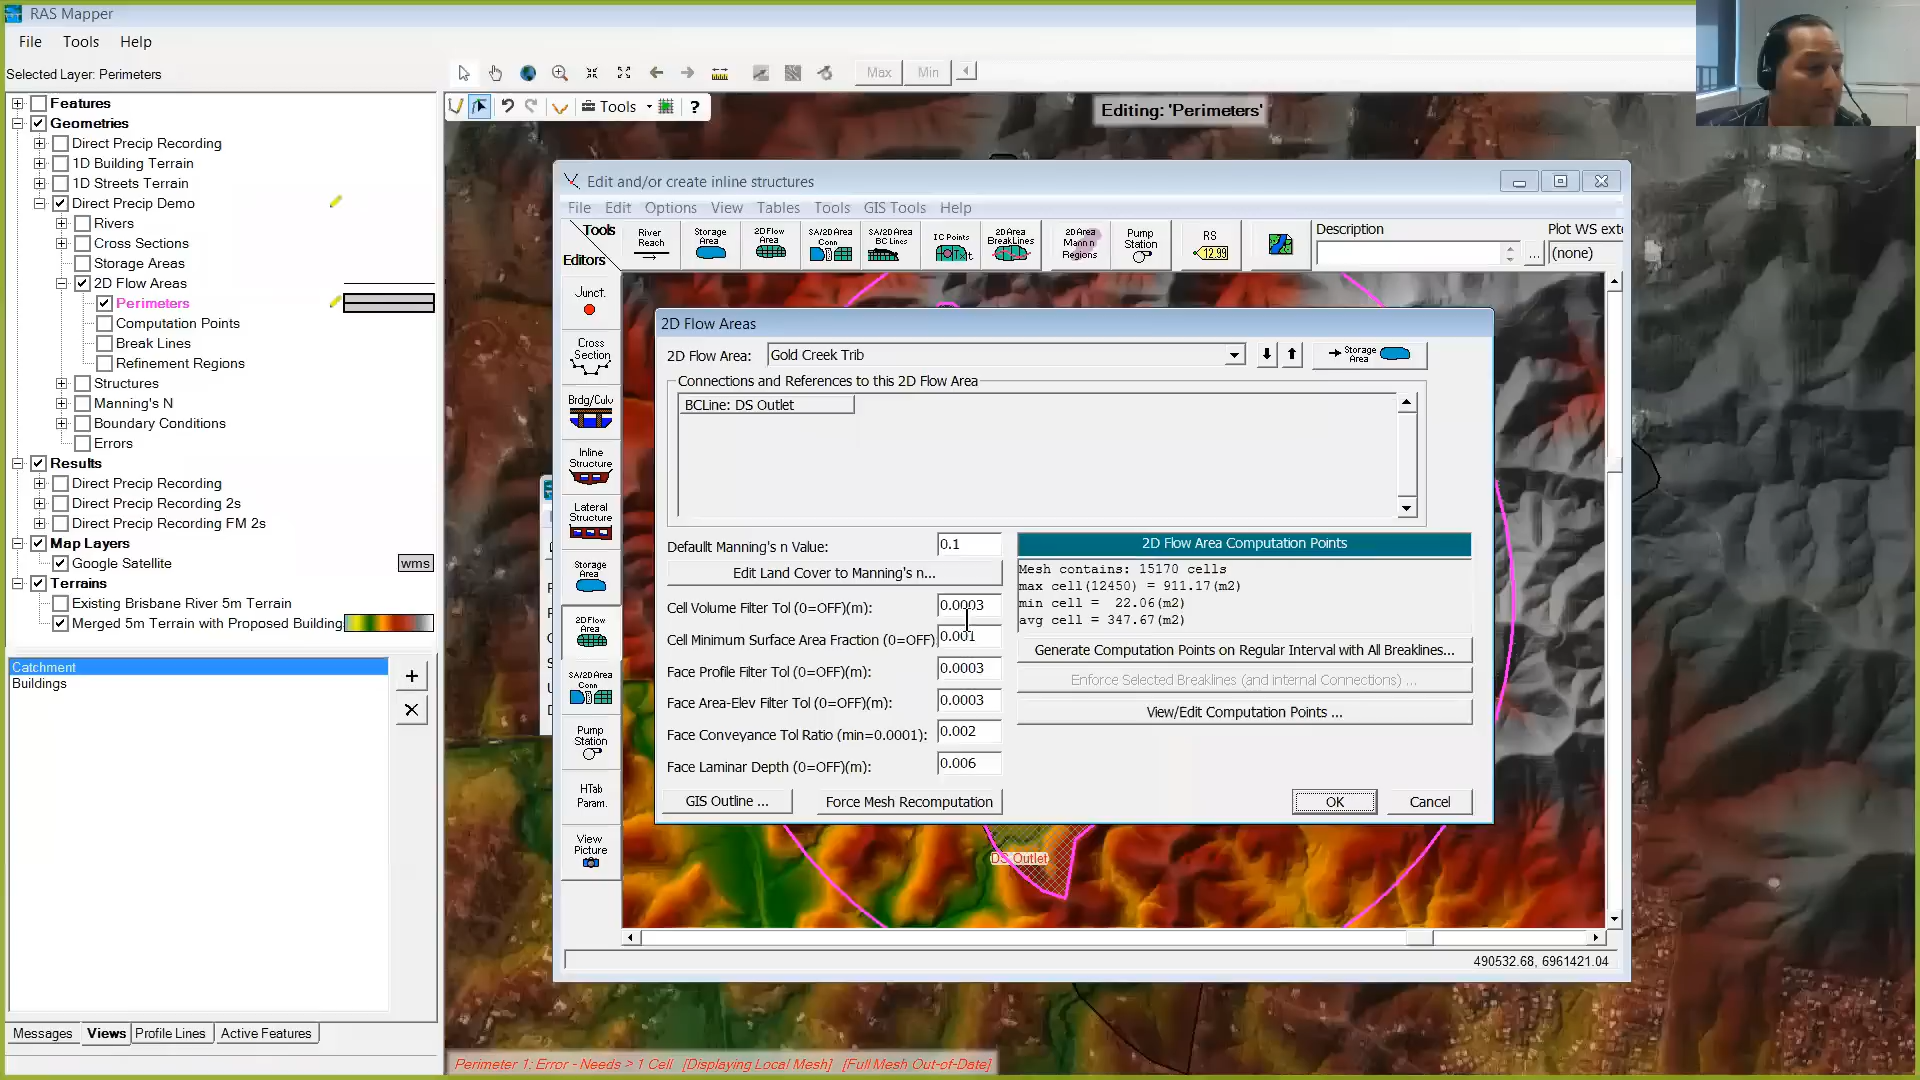 RAS Mapper
File Tools Help
Selected Layer: Perimeters
Max Min
Tools ?
Editing: 'Perimeters'
Features
Geometries
Direct Precip Recording
1D Building Terrain
1D Streets Terrain
Direct Precip Demo
Rivers
Cross Sections
Storage Areas
2D Flow Areas
Perimeters
Computation Points
Break Lines
Refinement Regions
Structures
Manning's N
Boundary Conditions
Errors
Results
Direct Precip Recording
Direct Precip Recording 2s
Direct Precip Recording FM 2s
Map Layers
Google Satellite wms
Terrains
Existing Brisbane River 5m Terrain
Merged 5m Terrain with Proposed Building
Catchment
Buildings
Messages Views Profile Lines Active Features
Edit and/or create inline structures
File Edit Options View Tables Tools GIS Tools Help
Tools
Editors
River
Reach
Storage
Area
2D Flow
Area
SA/2D Area
Conn
SA/2D Area
BC Lines
IC Points
2D Area
BreakLines
2D Area
Mann n
Regions
Pump
Station
RS
12.99
Description
...
Plot WS exte
(none)
Junct.
Cross
Section
Brdg/Culv
Inline
Structure
Lateral
Structure
Storage
Area
2D Flow
Area
SA/2D Area
Conn
Pump
Station
HTab
Param.
View
Picture
2D Flow Areas
2D Flow Area: Gold Creek Trib
Storage
Area
Connections and References to this 2D Flow Area
BCLine: DS Outlet
Default Manning's n Value: 0.1
Edit Land Cover to Manning's n...
Cell Volume Filter Tol (0=OFF)(m): 0.0003
Cell Minimum Surface Area Fraction (0=OFF) 0.001
Face Profile Filter Tol (0=OFF)(m): 0.0003
Face Area-Elev Filter Tol (0=OFF)(m): 0.0003
Face Conveyance Tol Ratio (min=0.0001): 0.002
Face Laminar Depth (0=OFF)(m): 0.006
GIS Outline ... Force Mesh Recomputation
2D Flow Area Computation Points
Mesh contains: 15170 cells
max cell(12450) = 911.17(m2)
min cell = 22.06(m2)
avg cell = 347.67(m2)
Generate Computation Points on Regular Interval with All Breaklines...
Enforce Selected Breaklines (and internal Connections) ...
View/Edit Computation Points ...
OK Cancel
DS Outlet
490532.68, 6961421.04
Perimeter 1: Error - Needs > 1 Cell [Displaying Local Mesh] [Full Mesh Out-of-Date]